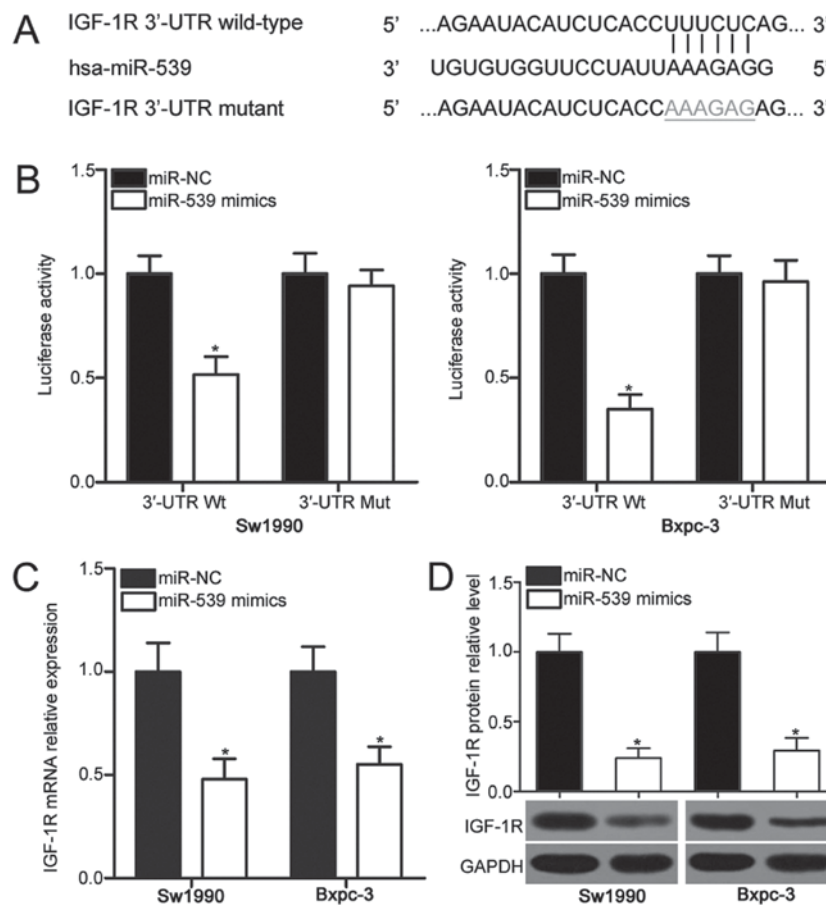 A
IGF-1R 3'-UTR wild-type 5' ...AGAAUACAUCUCACCUUUCUCAG... 3'
hsa-miR-539 3' UGUGUGGUUCCUAUUAAAGAGG 5'
IGF-1R 3'-UTR mutant 5' ...AGAAUACAUCUCACCAAAGAGAG... 3'
B
miR-NC
miR-539 mimics
Luciferase activity
1.5
1.0
0.5
0.0
*
3'-UTR Wt 3'-UTR Mut
Sw1990
miR-NC
miR-539 mimics
Luciferase activity
1.5
1.0
0.5
0.0
*
3'-UTR Wt 3'-UTR Mut
Bxpc-3
C
miR-NC
miR-539 mimics
IGF-1R mRNA relative expression
1.5
1.0
0.5
0.0
* *
Sw1990 Bxpc-3
D
miR-NC
miR-539 mimics
IGF-1R protein relative level
1.5
1.0
0.5
0.0
* *
IGF-1R
GAPDH
Sw1990 Bxpc-3